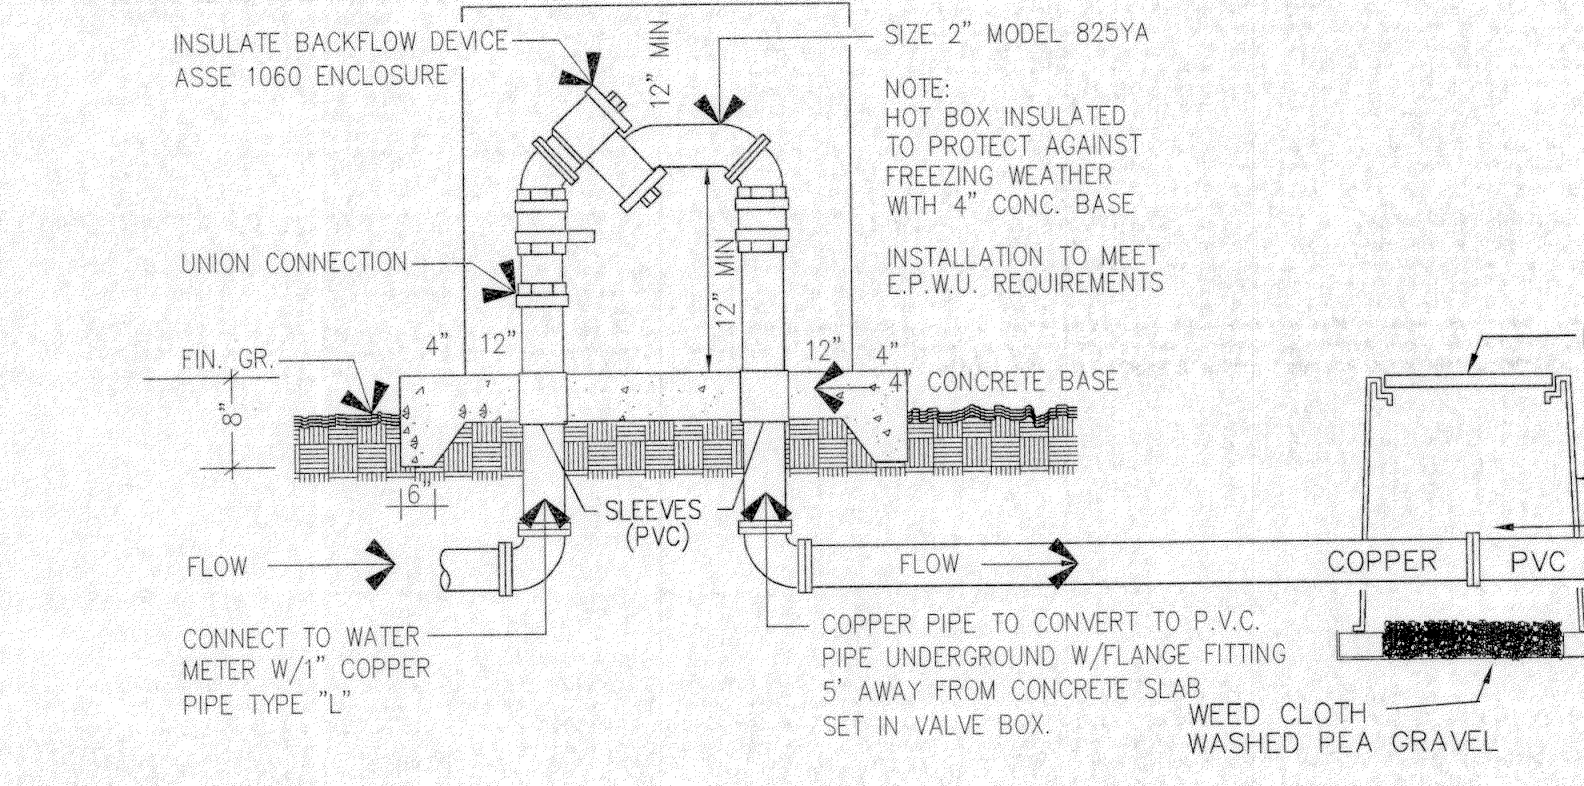 INSULATE BACKFLOW DEVICE
ASSE 1060 ENCLOSURE
12" MIN
SIZE 2" MODEL 825YA
NOTE:
HOT BOX INSULATED
TO PROTECT AGAINST
FREEZING WEATHER
WITH 4" CONC. BASE
INSTALLATION TO MEET
E.P.W.U. REQUIREMENTS
UNION CONNECTION
12" MIN
4" 12"
12" 4"
FIN. GR.
4" CONCRETE BASE
8"
6"
SLEEVES
(PVC)
FLOW
FLOW
COPPER
PVC
CONNECT TO WATER
METER W/1" COPPER
PIPE TYPE "L"
COPPER PIPE TO CONVERT TO P.V.C.
PIPE UNDERGROUND W/FLANGE FITTING
5' AWAY FROM CONCRETE SLAB
SET IN VALVE BOX.
WEED CLOTH
WASHED PEA GRAVEL